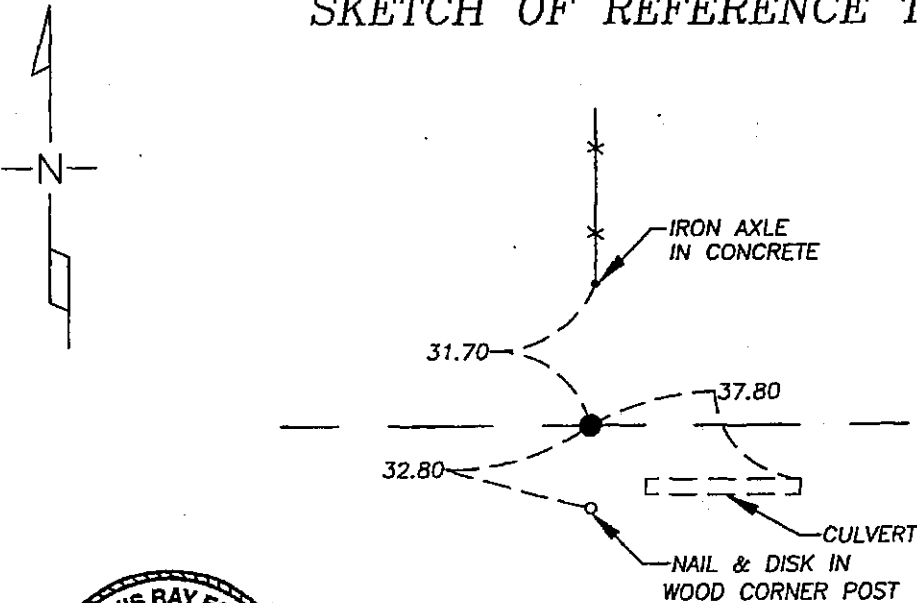 SKETCH OF REFERENCE
N
IRON AXLE
IN CONCRETE
31.70
37.80
32.80
CULVERT
NAIL & DISK IN
WOOD CORNER POST
RAY